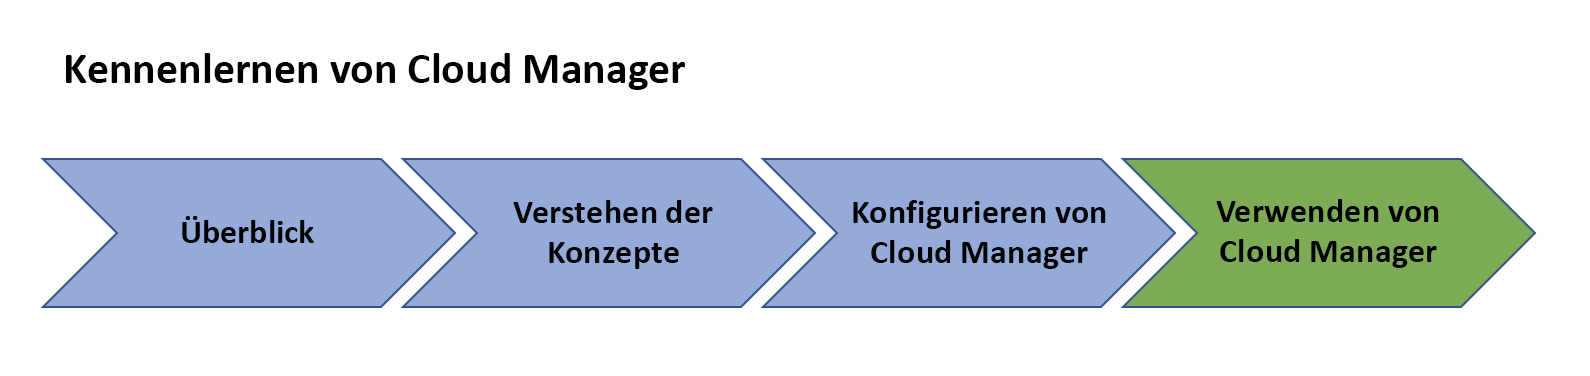 Kennenlernen von Cloud Manager
Überblick
Verstehen der
Konzepte
Konfigurieren von
Cloud Manager
Verwenden von
Cloud Manager